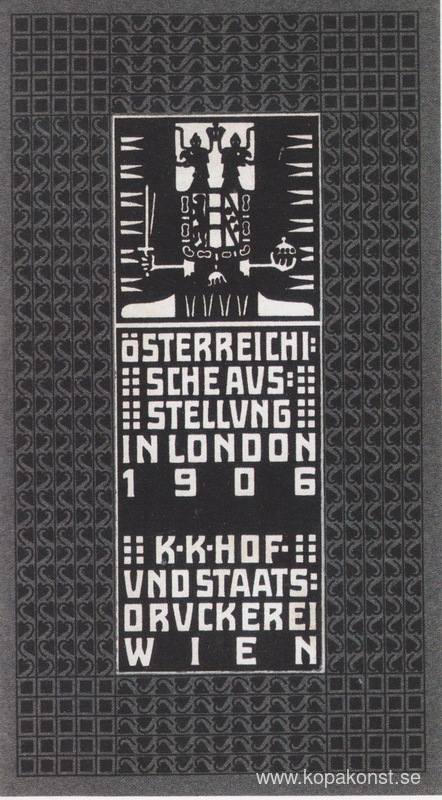 ÖSTERREICHI:
SCHE AVS:
STELLVNG
IN LONDON
1906
K·K·HOF·
VND STAATS:
DRVCKEREI
WIEN
www.kopakonst.se